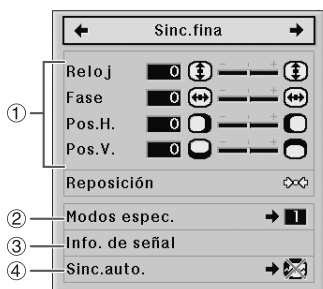 Sinc.fina
① Reloj 0 - +
Fase 0 - +
Pos.H. 0 - +
Pos.V. 0 - +
Reposición
② Modos espec. 1
③ Info. de señal
④ Sinc.auto.